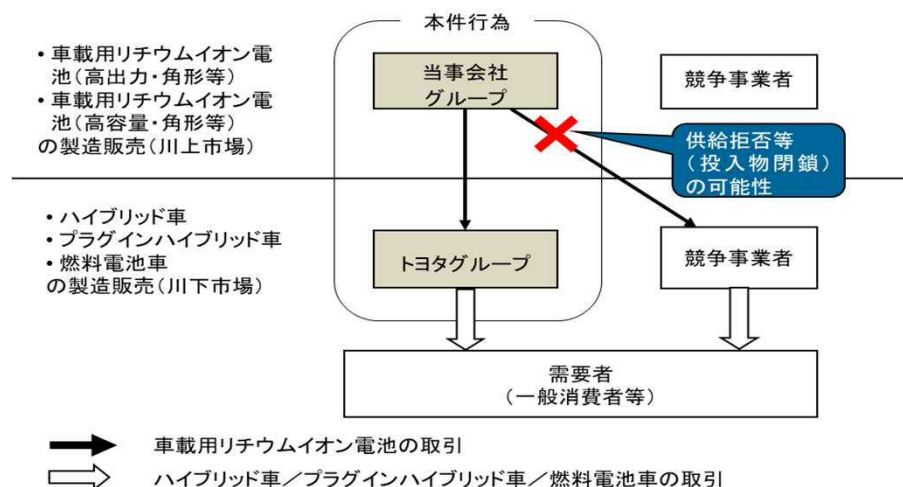 本件行為
・車載用リチウムイオン電
池(高出力・角形等)
・車載用リチウムイオン電
池(高容量・角形等)
の製造販売(川上市場)
当事会社
グループ
競争事業者
供給拒否等
(投入物閉鎖)
の可能性
・ハイブリッド車
・プラグインハイブリッド車
・燃料電池車
の製造販売(川下市場)
トヨタグループ
競争事業者
需要者
(一般消費者等)
車載用リチウムイオン電池の取引
ハイブリッド車/プラグインハイブリッド車/燃料電池車の取引